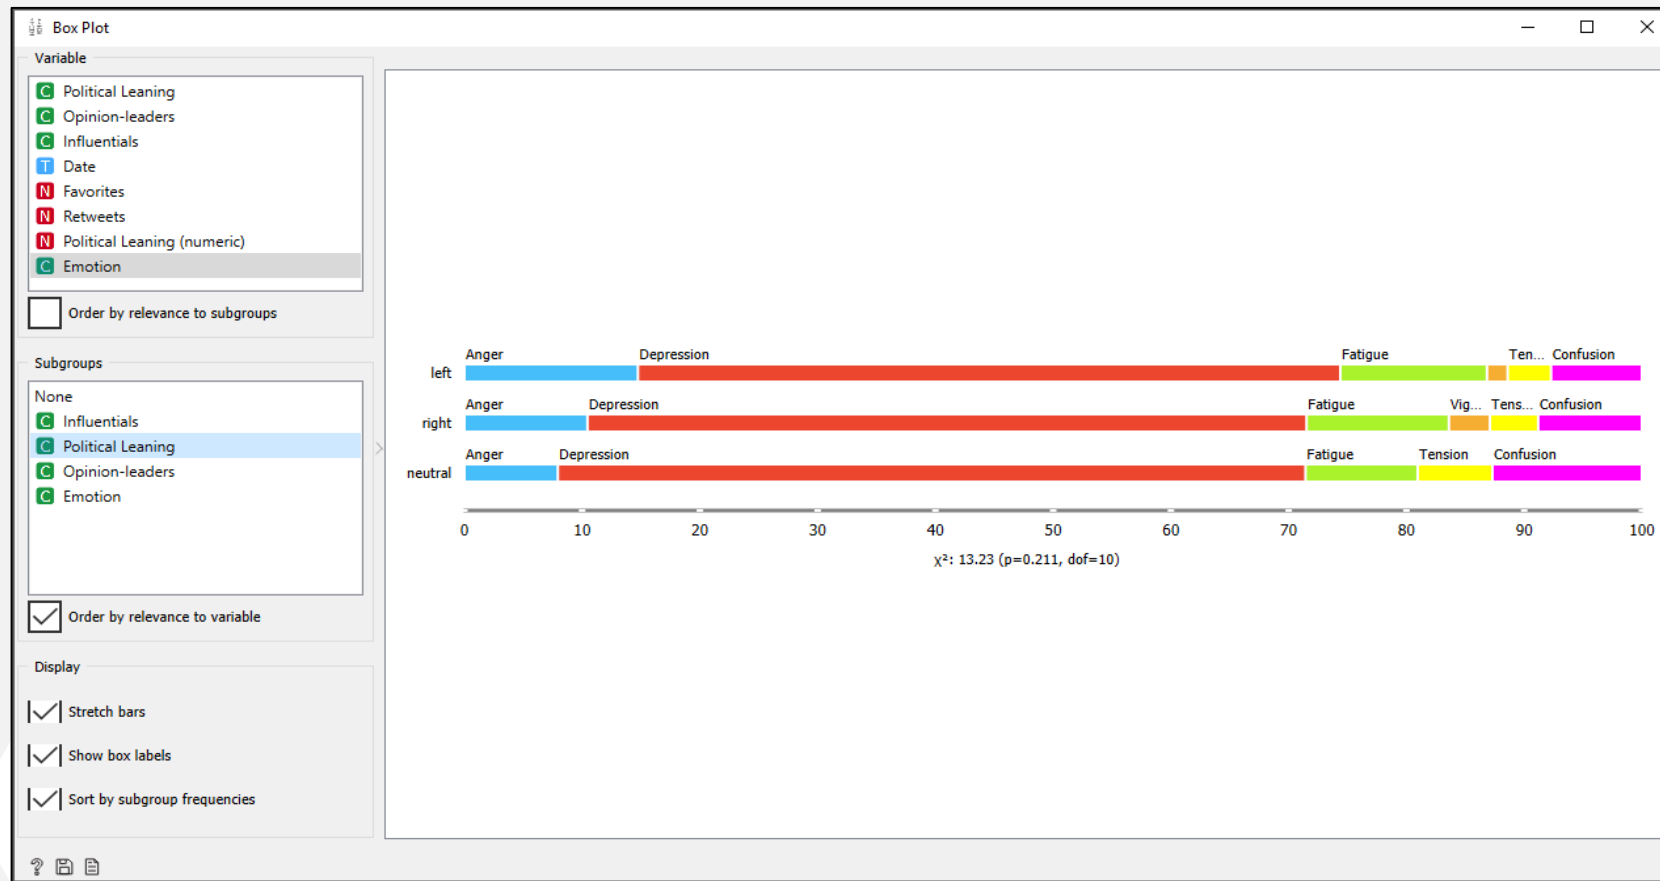 Box Plot
Variable
C Political Leaning
C Opinion-leaders
C Influentials
T Date
N Favorites
N Retweets
N Political Leaning (numeric)
C Emotion
Order by relevance to subgroups
Subgroups
None
C Influentials
C Political Leaning
C Opinion-leaders
C Emotion
Order by relevance to variable
Display
Stretch bars
Show box labels
Sort by subgroup frequencies
Anger Depression Fatigue Ten... Confusion
left
Anger Depression Fatigue Vig... Tens... Confusion
right
Anger Depression Fatigue Tension Confusion
neutral
0 10 20 30 40 50 60 70 80 90 100
χ²: 13.23 (p=0.211, dof=10)